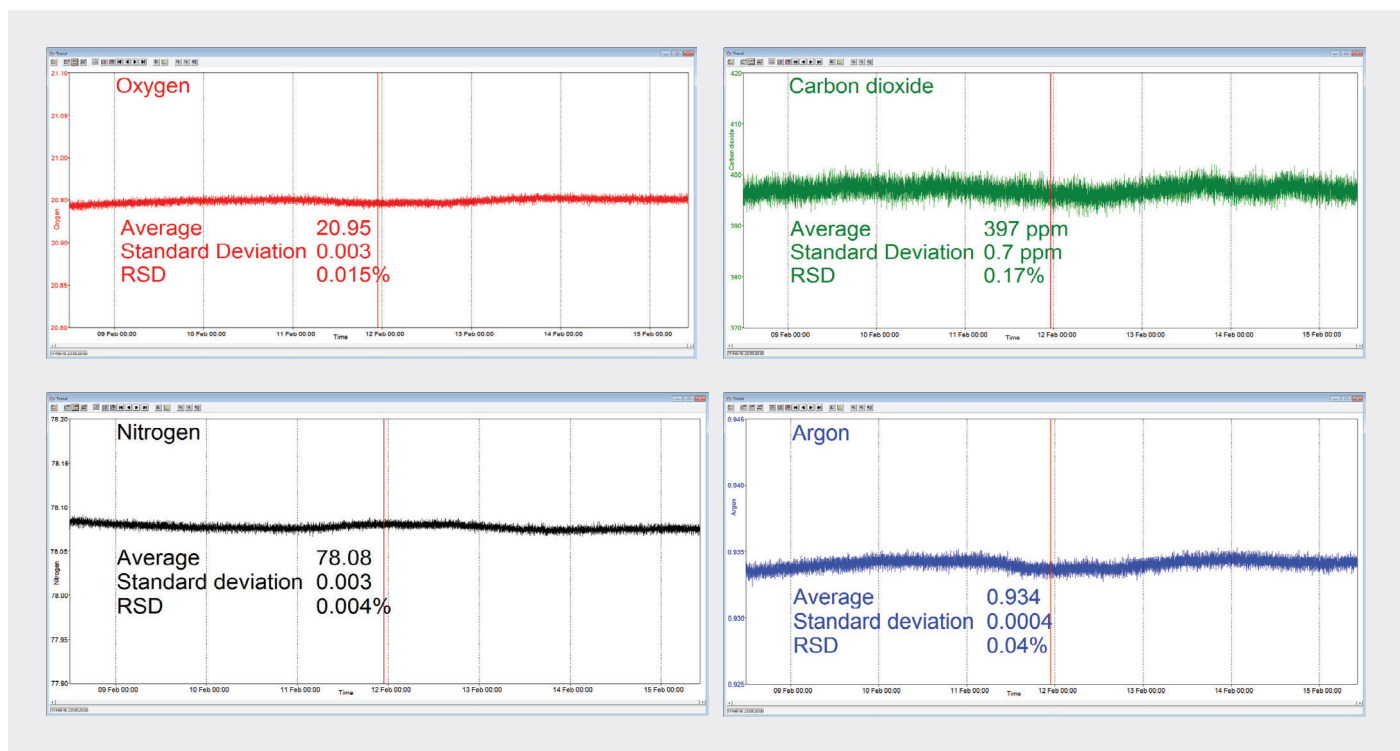 Trend
21.10
21.05
21.00
20.95
20.90
20.85
20.80
Oxygen
Oxygen
Average 20.95
Standard Deviation 0.003
RSD 0.015%
09 Feb 00:00 10 Feb 00:00 11 Feb 00:00 12 Feb 00:00 13 Feb 00:00 14 Feb 00:00 15 Feb 00:00
Time
Trend
420
410
400
390
380
370
Carbon dioxide
Carbon dioxide
Average 397 ppm
Standard Deviation 0.7 ppm
RSD 0.17%
09 Feb 00:00 10 Feb 00:00 11 Feb 00:00 12 Feb 00:00 13 Feb 00:00 14 Feb 00:00 15 Feb 00:00
Time
Trend
78.20
78.15
78.10
78.05
78.00
77.95
77.90
Nitrogen
Nitrogen
Average 78.08
Standard deviation 0.003
RSD 0.004%
09 Feb 00:00 10 Feb 00:00 11 Feb 00:00 12 Feb 00:00 13 Feb 00:00 14 Feb 00:00 15 Feb 00:00
Time
Trend
0.945
0.940
0.935
0.930
0.925
Argon
Argon
Average 0.934
Standard deviation 0.0004
RSD 0.04%
09 Feb 00:00 10 Feb 00:00 11 Feb 00:00 12 Feb 00:00 13 Feb 00:00 14 Feb 00:00 15 Feb 00:00
Time